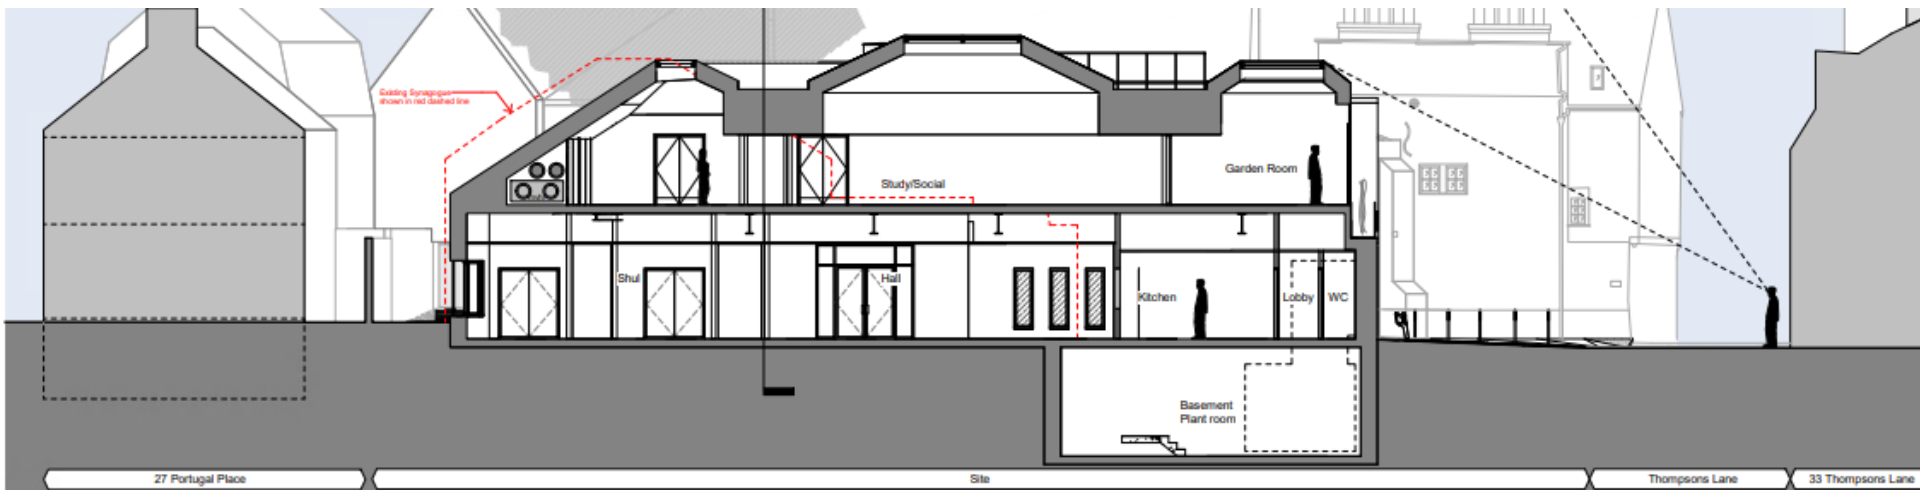 Existing Synagogue
shown in red dashed line
Study/Social
Garden Room
Shul
Hall
Kitchen
Lobby
WC
Basement
Plant room
27 Portugal Place
Site
Thompsons Lane
33 Thompsons Lane